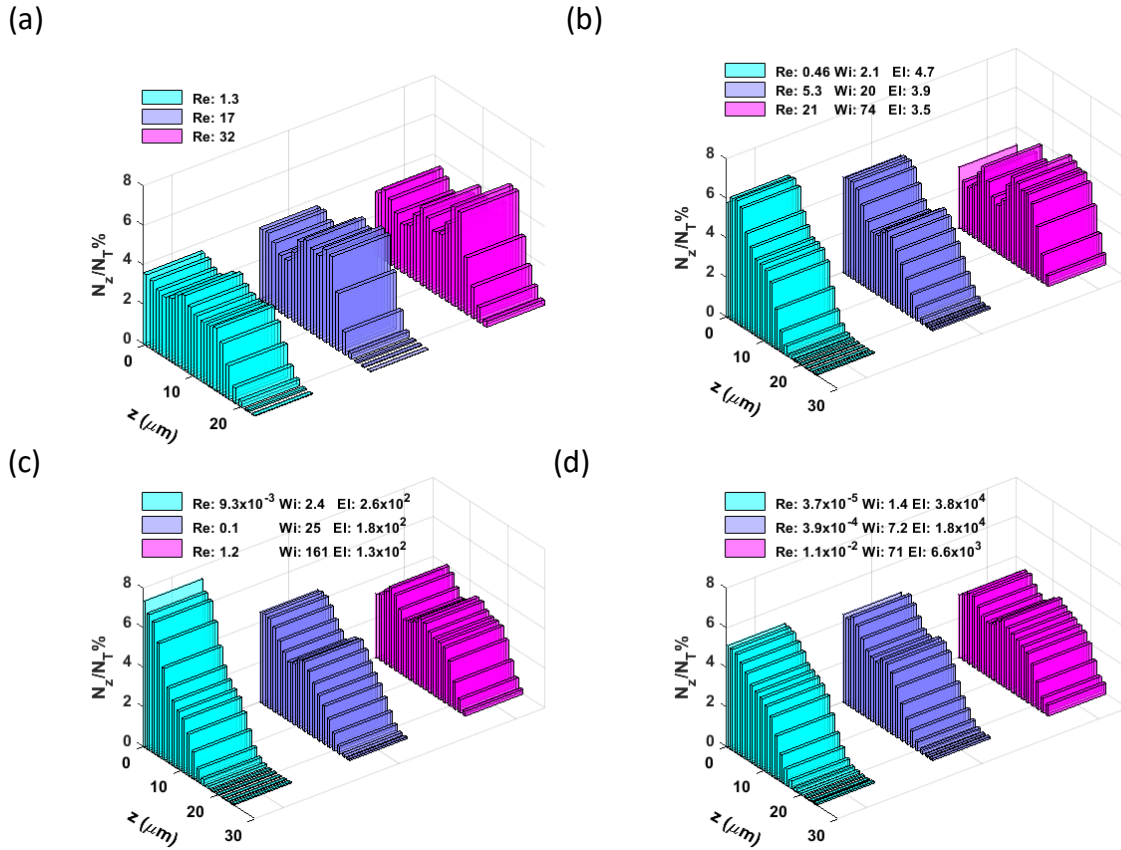 (a)
Re: 1.3
Re: 17
Re: 32
8
6
4
2
0
N_z/N_T%
0
10
20
z (μm)
(b)
Re: 0.46 Wi: 2.1 El: 4.7
Re: 5.3 Wi: 20 El: 3.9
Re: 21 Wi: 74 El: 3.5
8
6
4
2
0
N_z/N_T%
0
10
20
30
z (μm)
(c)
Re: 9.3x10^-3 Wi: 2.4 El: 2.6x10^2
Re: 0.1 Wi: 25 El: 1.8x10^2
Re: 1.2 Wi: 161 El: 1.3x10^2
8
6
4
2
0
N_z/N_T%
0
10
20
30
z (μm)
(d)
Re: 3.7x10^-5 Wi: 1.4 El: 3.8x10^4
Re: 3.9x10^-4 Wi: 7.2 El: 1.8x10^4
Re: 1.1x10^-2 Wi: 71 El: 6.6x10^3
8
6
4
2
0
N_z/N_T%
0
10
20
30
z (μm)